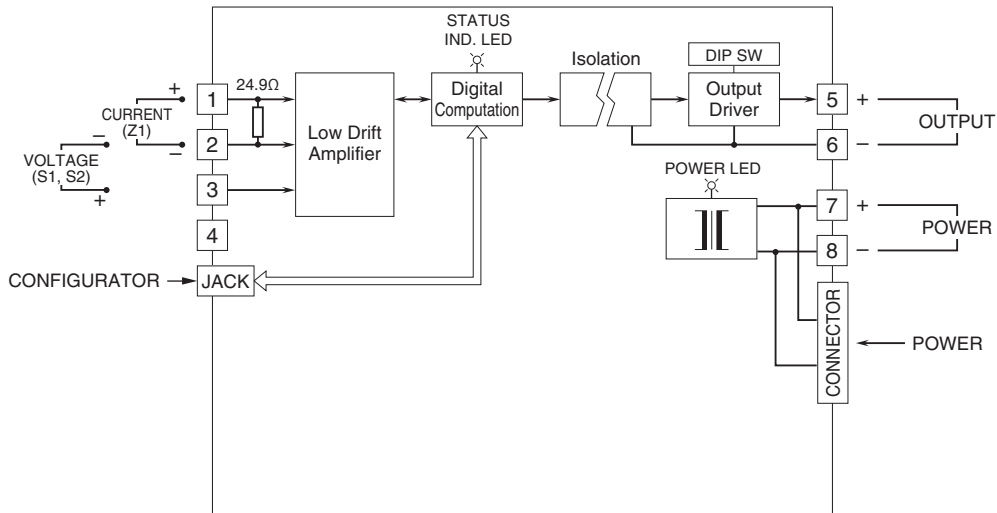 STATUS
IND. LED
Isolation
DIP SW
24.9Ω
+
CURRENT
(Z1)
–
1
2
3
4
–
VOLTAGE
(S1, S2)
+
Low Drift
Amplifier
Digital
Computation
Output
Driver
5
+
OUTPUT
6
–
POWER LED
7
+
POWER
8
–
CONFIGURATOR
JACK
CONNECTOR
POWER